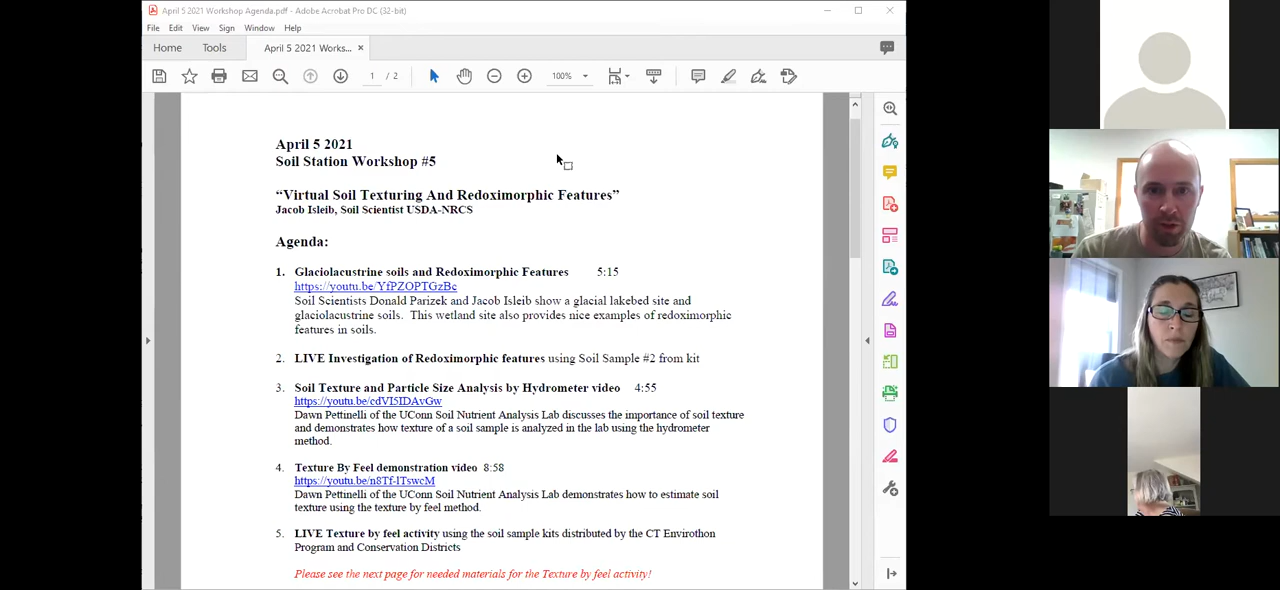 April 5 2021 Workshop Agenda.pdf - Adobe Acrobat Pro DC (32-bit)
File Edit View Sign Window Help
Home Tools April 5 2021 Works... ×
1 / 2 100%
April 5 2021
Soil Station Workshop #5
“Virtual Soil Texturing And Redoximorphic Features”
Jacob Isleib, Soil Scientist USDA-NRCS
Agenda:
1. Glaciolacustrine soils and Redoximorphic Features 5:15
https://youtu.be/YfPZOPTGzBc
Soil Scientists Donald Parizek and Jacob Isleib show a glacial lakebed site and
glaciolacustrine soils. This wetland site also provides nice examples of redoximorphic
features in soils.
2. LIVE Investigation of Redoximorphic features using Soil Sample #2 from kit
3. Soil Texture and Particle Size Analysis by Hydrometer video 4:55
https://youtu.be/cdVI5IDAvGw
Dawn Pettinelli of the UConn Soil Nutrient Analysis Lab discusses the importance of soil texture
and demonstrates how texture of a soil sample is analyzed in the lab using the hydrometer
method.
4. Texture By Feel demonstration video 8:58
https://youtu.be/n8Tf-lTswcM
Dawn Pettinelli of the UConn Soil Nutrient Analysis Lab demonstrates how to estimate soil
texture using the texture by feel method.
5. LIVE Texture by feel activity using the soil sample kits distributed by the CT Envirothon
Program and Conservation Districts
Please see the next page for needed materials for the Texture by feel activity!